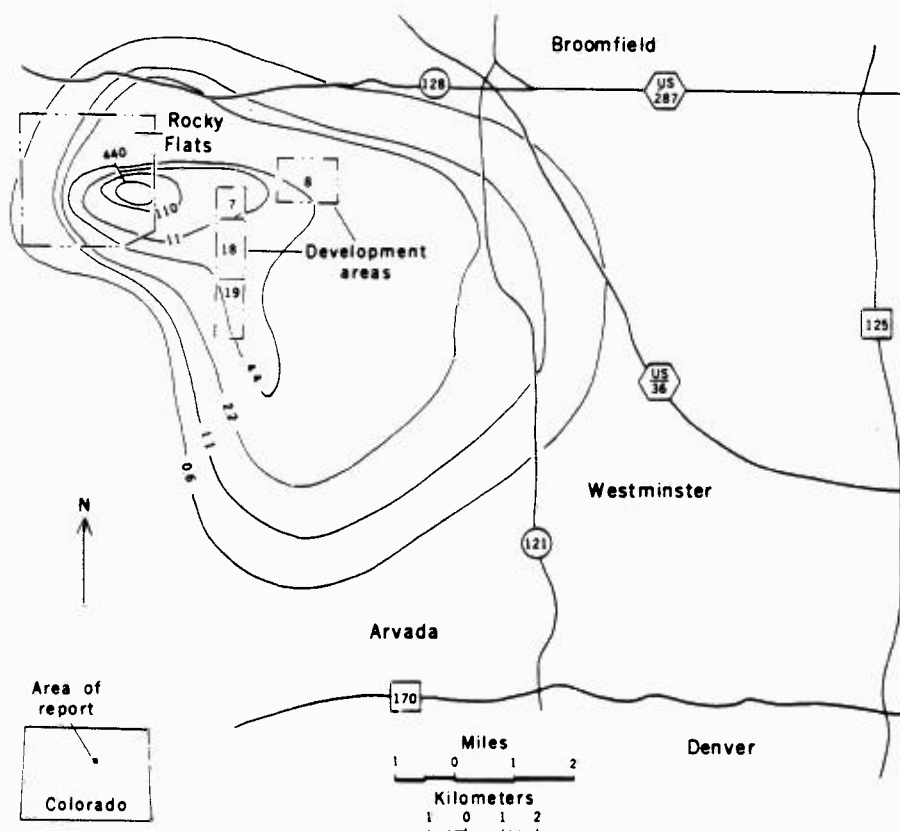 Broomfield
128
US
287
Rocky
Flats
440
110
11
7
8
18
19
Development
areas
4.4
2.2
1.1
0.6
125
US
36
N
Westminster
121
Arvada
170
Area of
report
Colorado
Miles
1 0 1 2
Kilometers
1 0 1 2
Denver